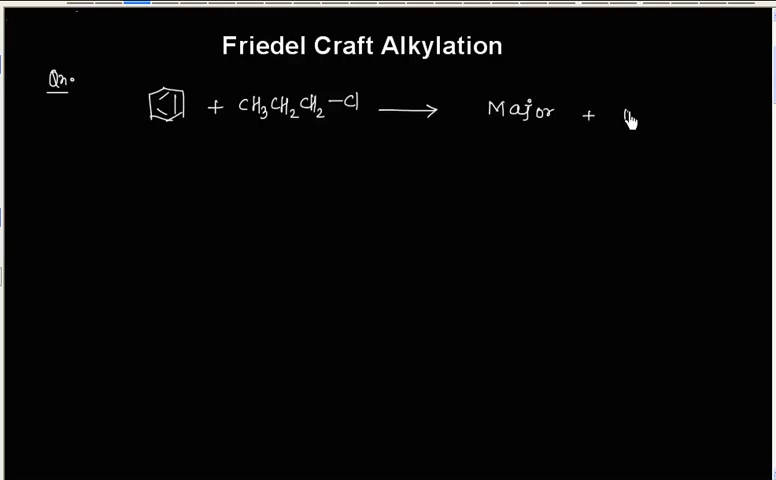 Friedel Craft Alkylation
Qn.
+ CH₃CH₂CH₂–Cl ⟶ Major +